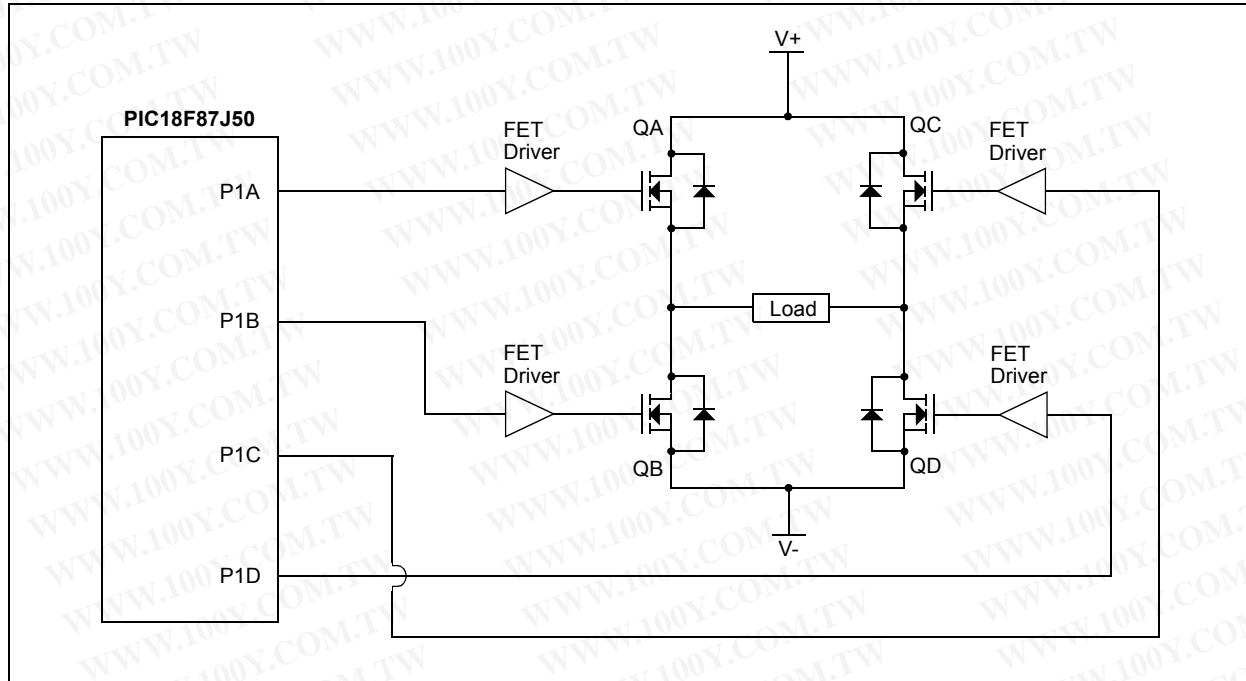 V+
PIC18F87J50
FET
Driver
QA
QC
FET
Driver
P1A
Load
P1B
FET
Driver
FET
Driver
P1C
QB
QD
V-
P1D
WWW.100Y.COM.TW